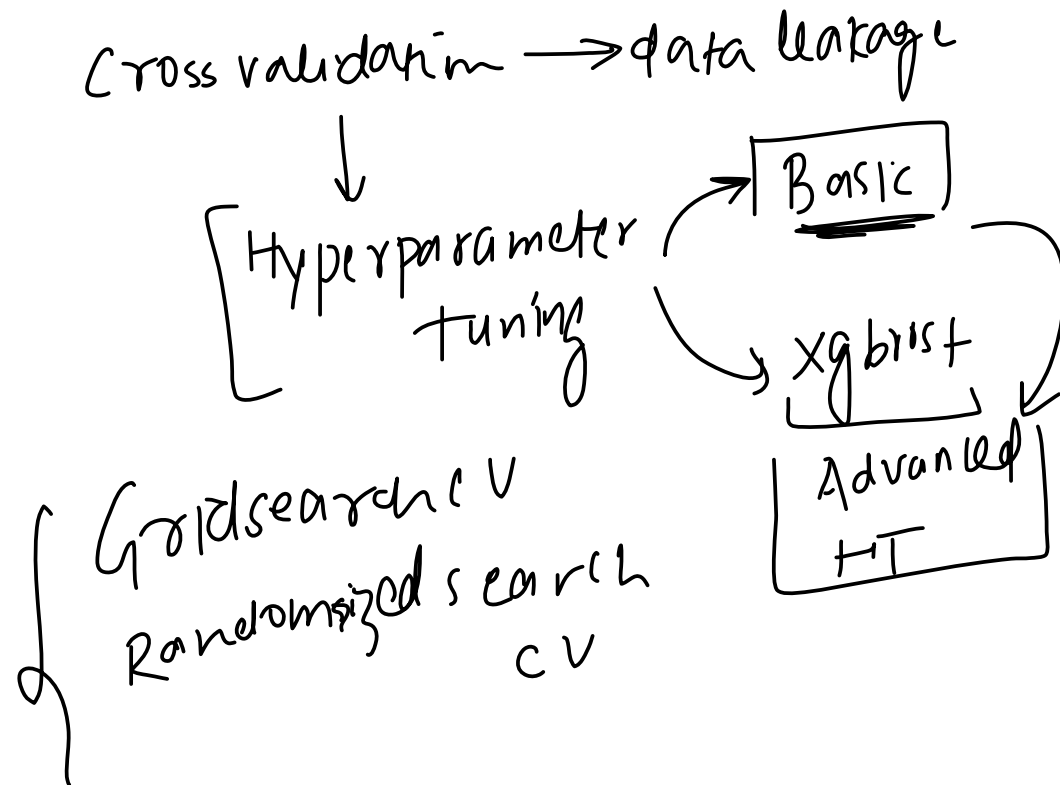 Cross validation → data leakage
Basic
Hyperparameter
tuning
xgboost
Advanced
HT
Gridsearch CV
Randomized search
CV